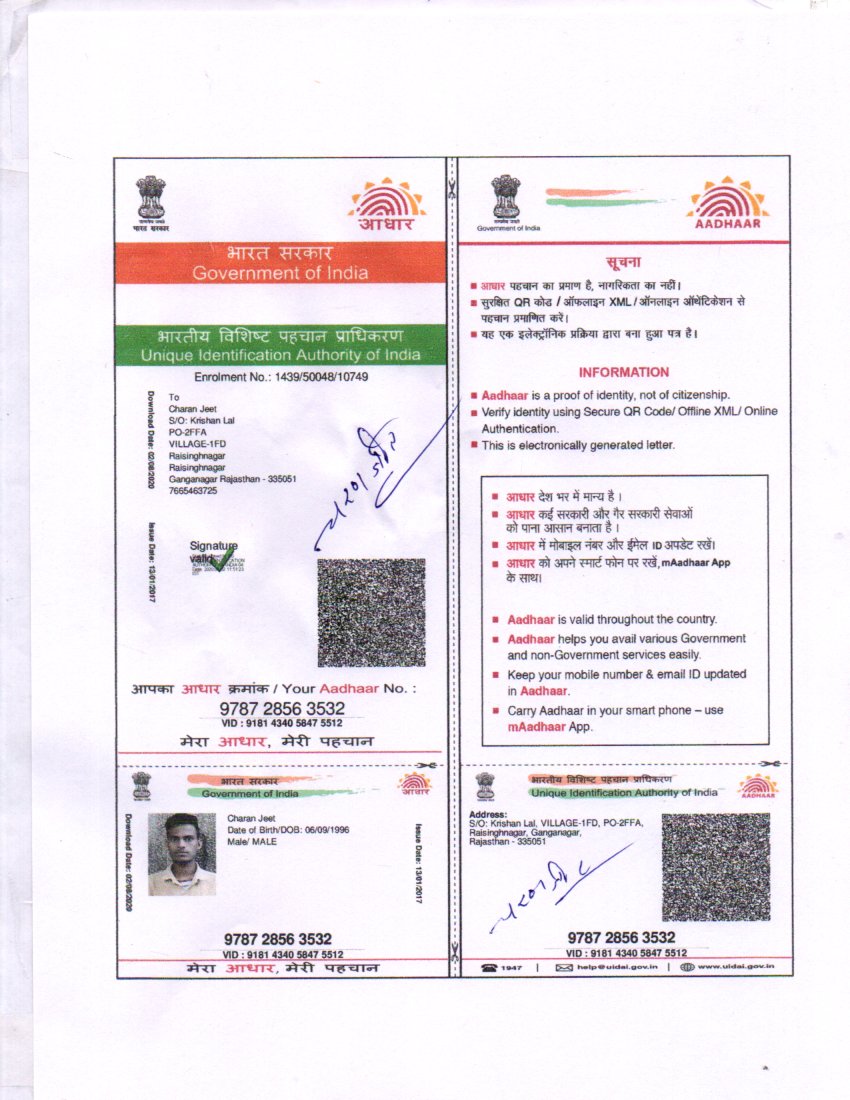 भारत सरकार
आधार
भारत सरकार
Government of India
भारतीय विशिष्ट पहचान प्राधिकरण
Unique Identification Authority of India
Enrolment No.: 1439/50048/10749
Download Date: 02/08/2020
Issue Date: 13/01/2017
To
Charan Jeet
S/O: Krishan Lal
PO-2FFA
VILLAGE-1FD
Raisinghnagar
Raisinghnagar
Ganganagar Rajasthan - 335051
7665463725
Signature
valid
आपका आधार क्रमांक / Your Aadhaar No. :
9787 2856 3532
VID : 9181 4340 5847 5512
मेरा आधार, मेरी पहचान
Government of India
AADHAAR
सूचना
आधार पहचान का प्रमाण है, नागरिकता का नहीं।
सुरक्षित QR कोड / ऑफलाइन XML / ऑनलाइन ऑथेंटिकेशन से
पहचान प्रमाणित करें।
यह एक इलेक्ट्रॉनिक प्रक्रिया द्वारा बना हुआ पत्र है।
INFORMATION
Aadhaar is a proof of identity, not of citizenship.
Verify identity using Secure QR Code/ Offline XML/ Online
Authentication.
This is electronically generated letter.
आधार देश भर में मान्य है ।
आधार कई सरकारी और गैर सरकारी सेवाओं
को पाना आसान बनाता है ।
आधार में मोबाइल नंबर और ईमेल ID अपडेट रखें।
आधार को अपने स्मार्ट फोन पर रखें, mAadhaar App
के साथ।
Aadhaar is valid throughout the country.
Aadhaar helps you avail various Government
and non-Government services easily.
Keep your mobile number & email ID updated
in Aadhaar.
Carry Aadhaar in your smart phone – use
mAadhaar App.
भारत सरकार
Government of India
आधार
Download Date: 02/08/2020
Charan Jeet
Date of Birth/DOB: 06/09/1996
Male/ MALE
Issue Date: 13/01/2017
9787 2856 3532
VID : 9181 4340 5847 5512
मेरा आधार, मेरी पहचान
भारतीय विशिष्ट पहचान प्राधिकरण
Unique Identification Authority of India
AADHAAR
Address:
S/O: Krishan Lal, VILLAGE-1FD, PO-2FFA,
Raisinghnagar, Ganganagar,
Rajasthan - 335051
9787 2856 3532
VID : 9181 4340 5847 5512
1947 | help@uidai.gov.in | www.uidai.gov.in